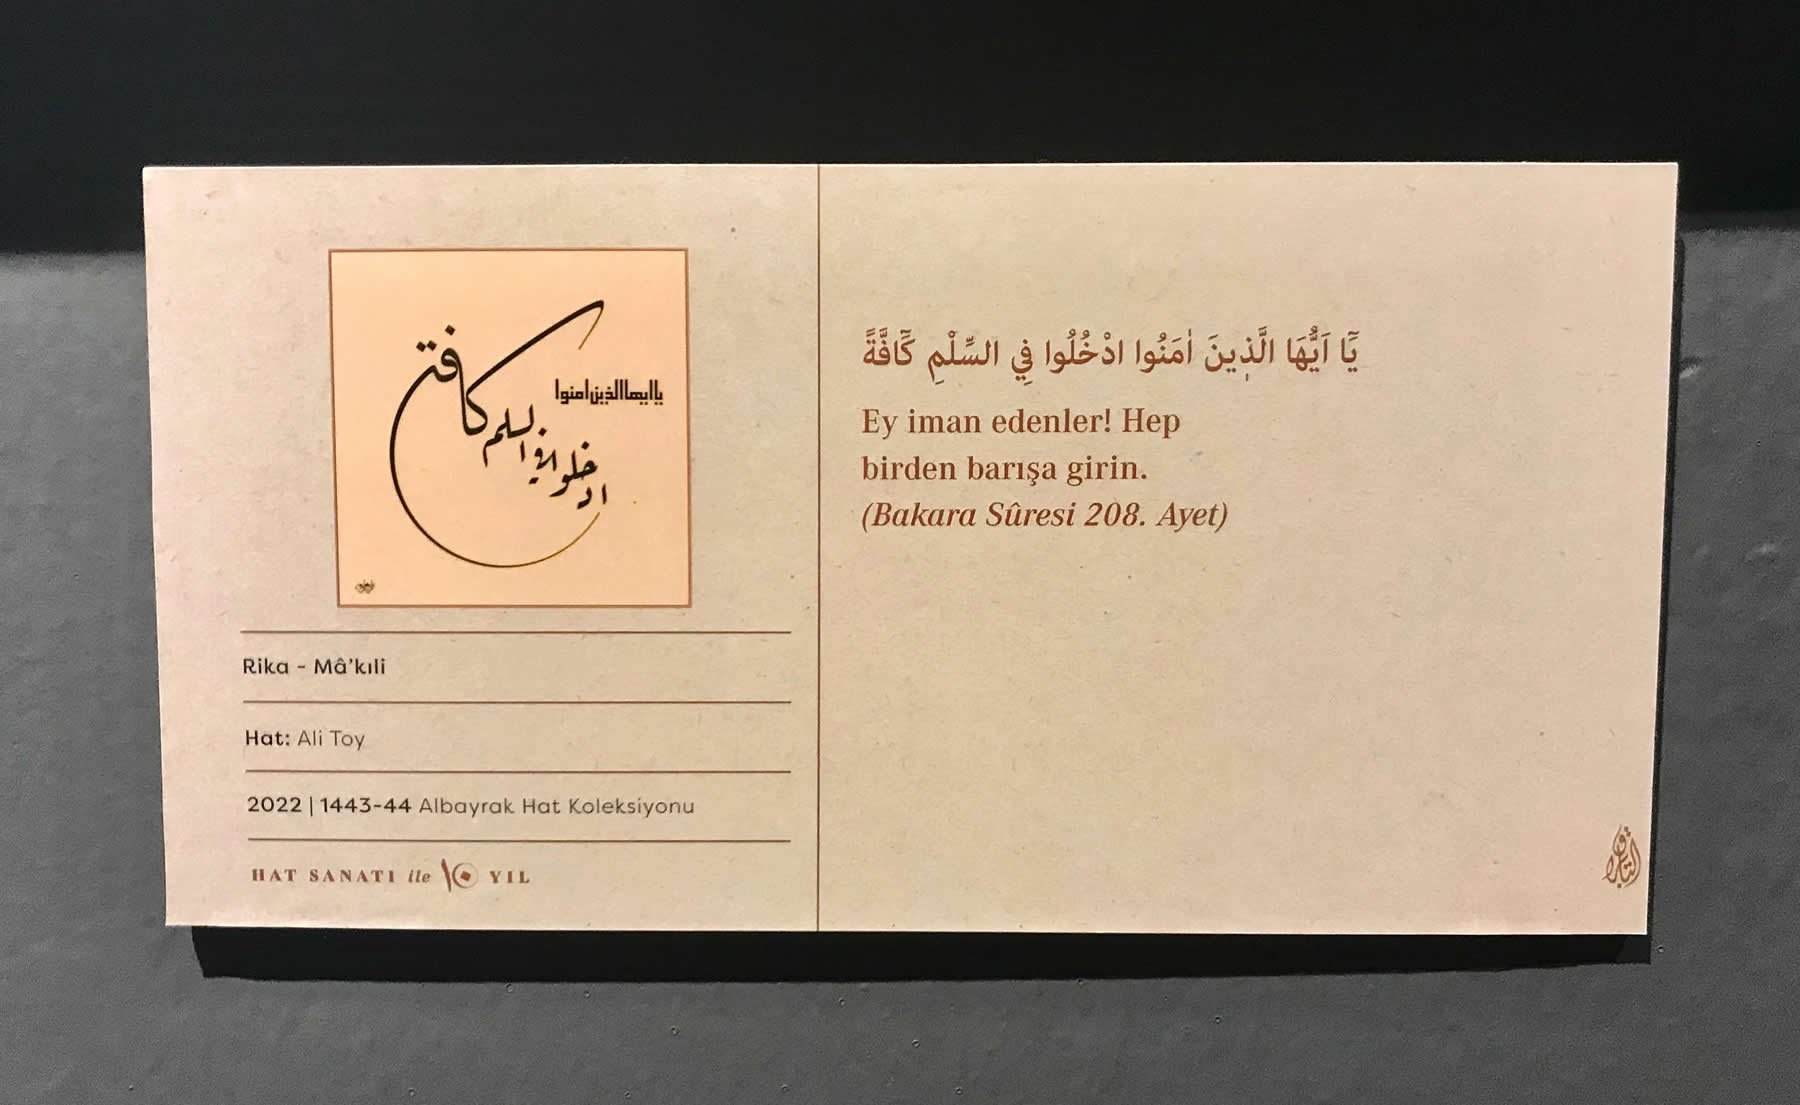 يا ايها الذين امنوا
ادخلوا في السلم كافة
Rika - Mâ'kıli
Hat: Ali Toy
2022 | 1443-44 Albayrak Hat Koleksiyonu
HAT SANATI ile ١٠ YIL
يَٓا اَيُّهَا الَّذ۪ينَ اٰمَنُوا ادْخُلُوا فِي السِّلْمِ كَٓافَّةً
Ey iman edenler! Hep
birden barışa girin.
(Bakara Sûresi 208. Ayet)